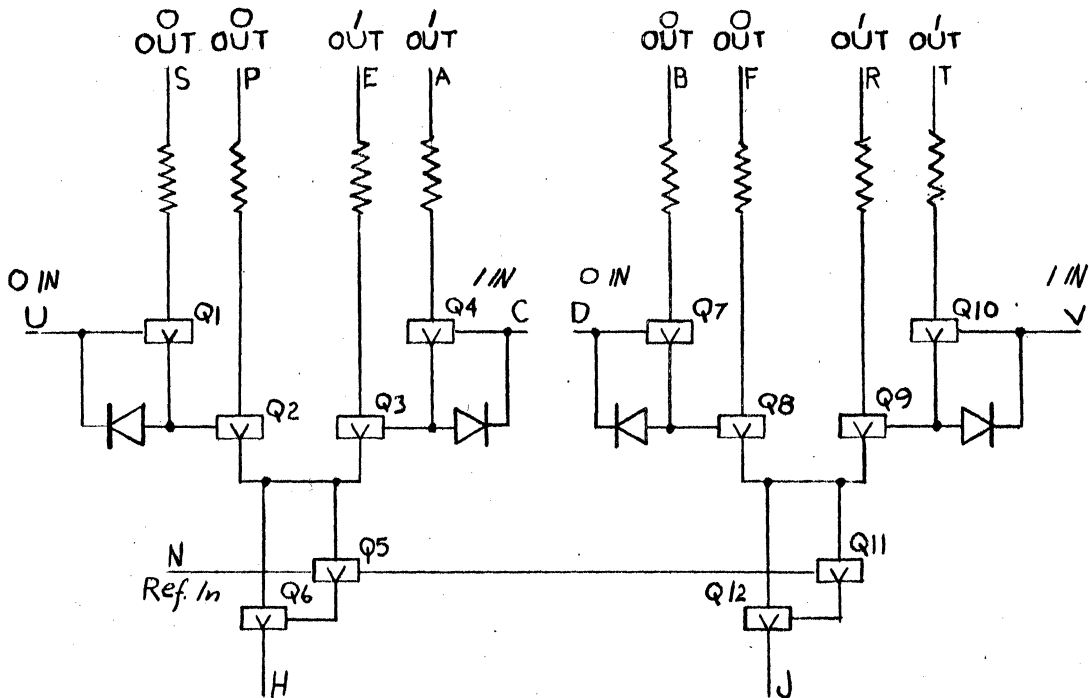 0 0 1 1 0 0 1 1
OUT OUT OUT OUT OUT OUT OUT OUT
S P E A B F R T
0 IN 1 IN 0 IN 1 IN
U Q1 Q4 C D Q7 Q10 V
Q2 Q3 Q8 Q9
N Q5 Q11
Ref. In Q6 Q12
H J